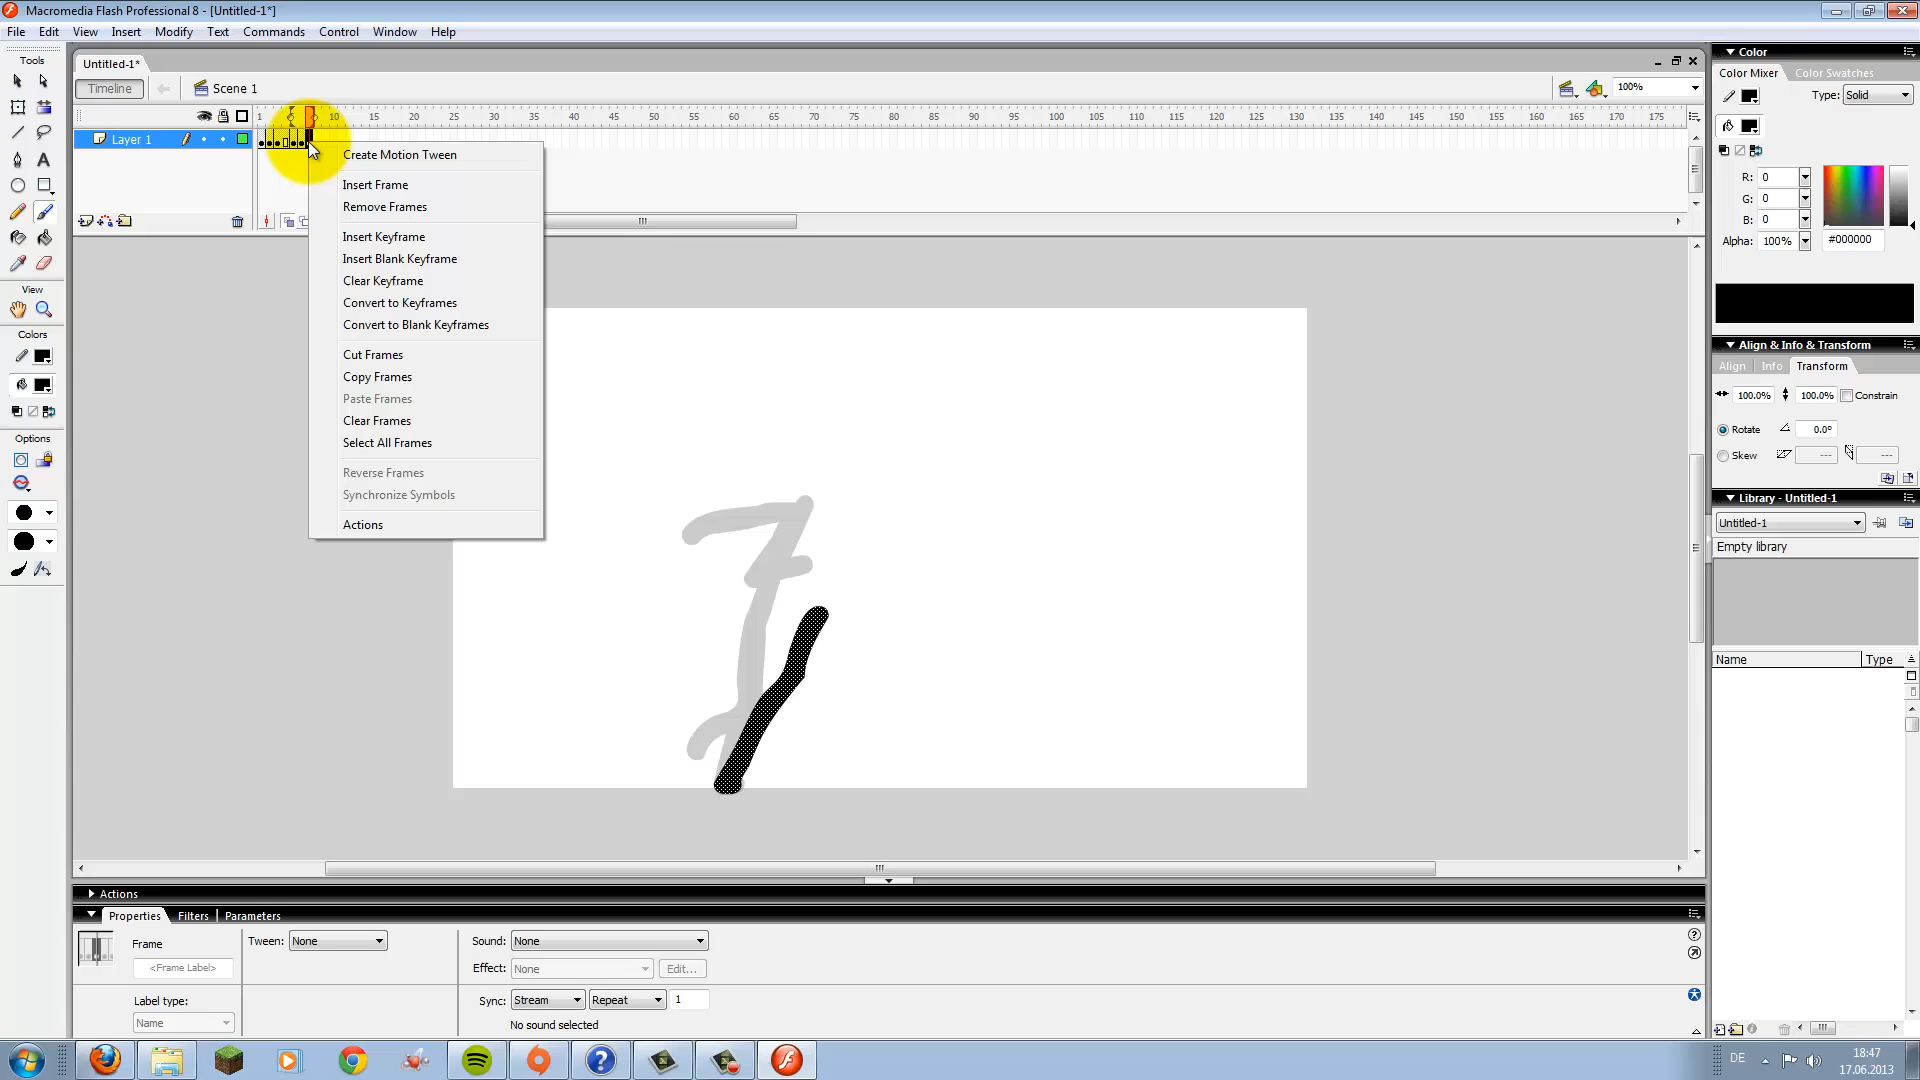 Macromedia Flash Professional 8 - [Untitled-1*]
File Edit View Insert Modify Text Commands Control Window Help
Tools
View
Colors
Options
Untitled-1*
Timeline
Scene 1
100%
1 5 10 15 20 25 30 35 40 45 50 55 60 65 70 75 80 85 90 95 100 105 110 115 120 125 130 135 140 145 150 155 160 165 170 175
Layer 1
Create Motion Tween
Insert Frame
Remove Frames
Insert Keyframe
Insert Blank Keyframe
Clear Keyframe
Convert to Keyframes
Convert to Blank Keyframes
Cut Frames
Copy Frames
Paste Frames
Clear Frames
Select All Frames
Reverse Frames
Synchronize Symbols
Actions
Color
Color Mixer Color Swatches
Type: Solid
R: 0
G: 0
B: 0
Alpha: 100% #000000
Align & Info & Transform
Align Info Transform
100.0% 100.0% Constrain
Rotate 0.0°
Skew --- ---
Library - Untitled-1
Untitled-1
Empty library
Name Type
Actions
Properties Filters Parameters
Frame
<Frame Label>
Label type:
Name
Tween: None
Sound: None
Effect: None Edit...
Sync: Stream Repeat 1
No sound selected
DE
18:47
17.06.2013